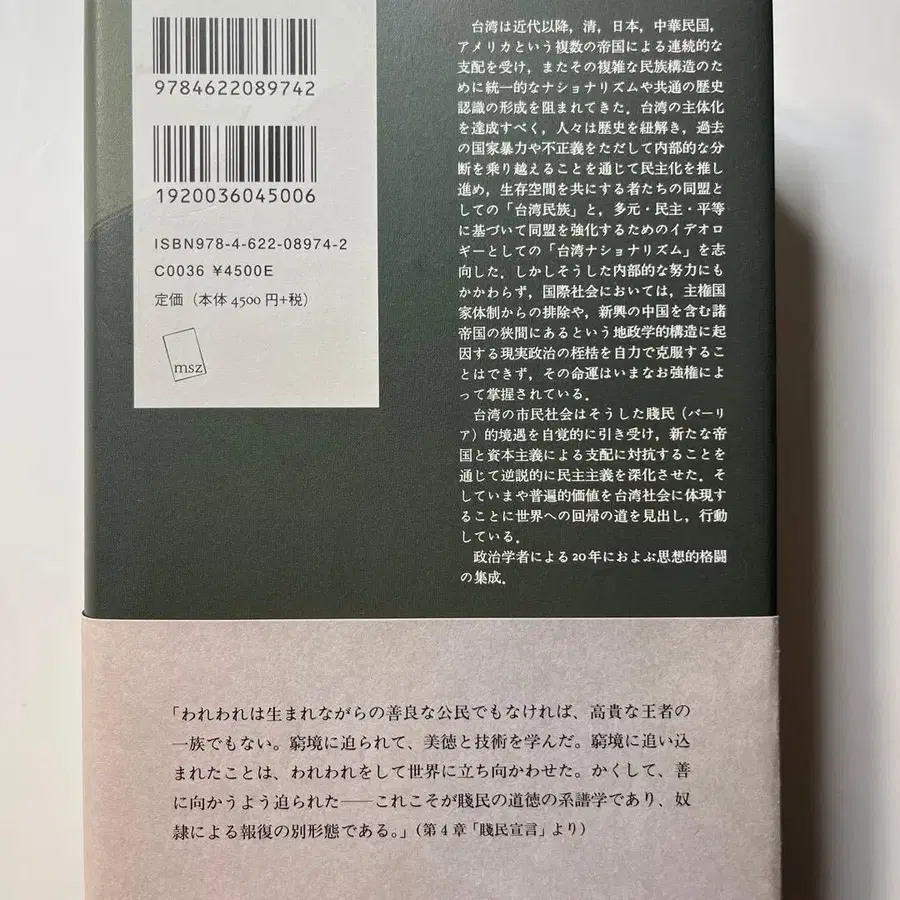 9784622089742
1920036045006
ISBN978-4-622-08974-2
C0036 ¥4500E
定価（本体4500円+税）
msz
台湾は近代以降，清，日本，中華民国，
アメリカという複数の帝国による連続的な
支配を受け，またその複雑な民族構造のた
めに統一的なナショナリズムや共通の歴史
認識の形成を阻まれてきた．台湾の主体化
を達成すべく，人々は歴史を紐解き，過去
の国家暴力や不正義をただして内部的な分
断を乗り越えることを通じて民主化を推し
進め，生存空間を共にする者たちの同盟と
しての「台湾民族」と，多元・民主・平等
に基づいて同盟を強化するためのイデオロ
ギーとしての「台湾ナショナリズム」を志
向した．しかしそうした内部的な努力にも
かかわらず，国際社会においては，主権国
家体制からの排除や，新興の中国を含む諸
帝国の狭間にあるという地政学的構造に起
因する現実政治の桎梏を自力で克服するこ
とはできず，その命運はいまなお強権によ
って掌握されている．
台湾の市民社会はそうした賤民（パーリ
ア）的境遇を自覚的に引き受け，新たな帝
国と資本主義による支配に対抗することを
通じて逆説的に民主主義を深化させた．そ
していまや普遍的価値を台湾社会に体現す
ることに世界への回帰の道を見出し，行動
している．
政治学者による20年におよぶ思想的格闘
の集成．
「われわれは生まれながらの善良な公民でもなければ、高貴な王者の
一族でもない。窮境に迫られて、美徳と技術を学んだ。窮境に追い込
まれたことは、われわれをして世界に立ち向かわせた。かくして、善
に向かうよう迫られた――これこそが賤民の道徳の系譜学であり、奴
隷による報復の別形態である。」（第4章「賤民宣言」より）